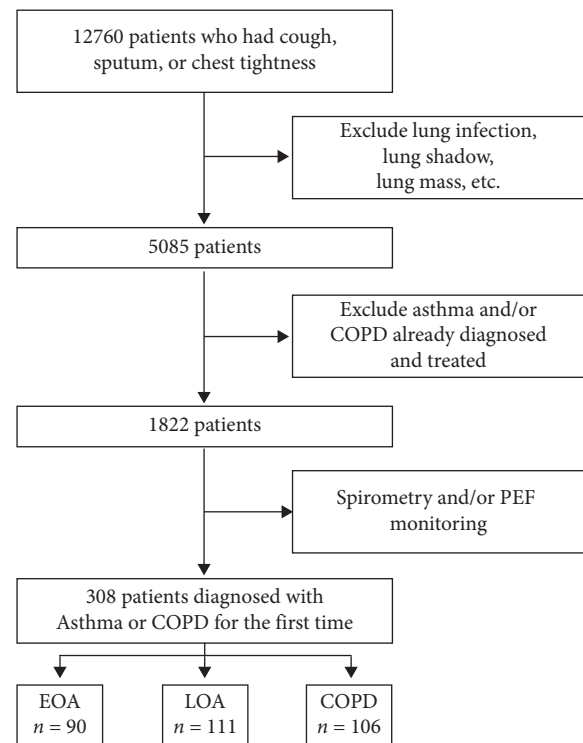 12760 patients who had cough,
sputum, or chest tightness
Exclude lung infection,
lung shadow,
lung mass, etc.
5085 patients
Exclude asthma and/or
COPD already diagnosed
and treated
1822 patients
Spirometry and/or PEF
monitoring
308 patients diagnosed with
Asthma or COPD for the first time
EOA
n = 90
LOA
n = 111
COPD
n = 106